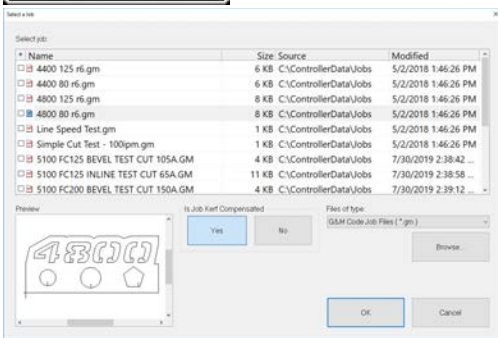 Select a Job
Select job:
* Name Size Source Modified
4400 125 r6.gm 6 KB C:\ControllerData\Jobs 5/2/2018 1:46:26 PM
4400 80 r6.gm 6 KB C:\ControllerData\Jobs 5/2/2018 1:46:26 PM
4800 125 r6.gm 8 KB C:\ControllerData\Jobs 5/2/2018 1:46:26 PM
4800 80 r6.gm 8 KB C:\ControllerData\Jobs 5/2/2018 1:46:26 PM
Line Speed Test.gm 1 KB C:\ControllerData\Jobs 5/2/2018 1:46:26 PM
Simple Cut Test - 100ipm.gm 1 KB C:\ControllerData\Jobs 5/2/2018 1:46:26 PM
5100 FC125 BEVEL TEST CUT 105A.GM 4 KB C:\ControllerData\Jobs 7/30/2019 2:38:42 ...
5100 FC125 INLINE TEST CUT 65A.GM 11 KB C:\ControllerData\Jobs 7/30/2019 2:38:58 ...
5100 FC200 BEVEL TEST CUT 150A.GM 4 KB C:\ControllerData\Jobs 7/30/2019 2:39:12 ...
Preview Is Job Kerf Compensated Files of type:
Yes No G&M Code Job Files ( *.gm )
4800
Browse...
OK Cancel